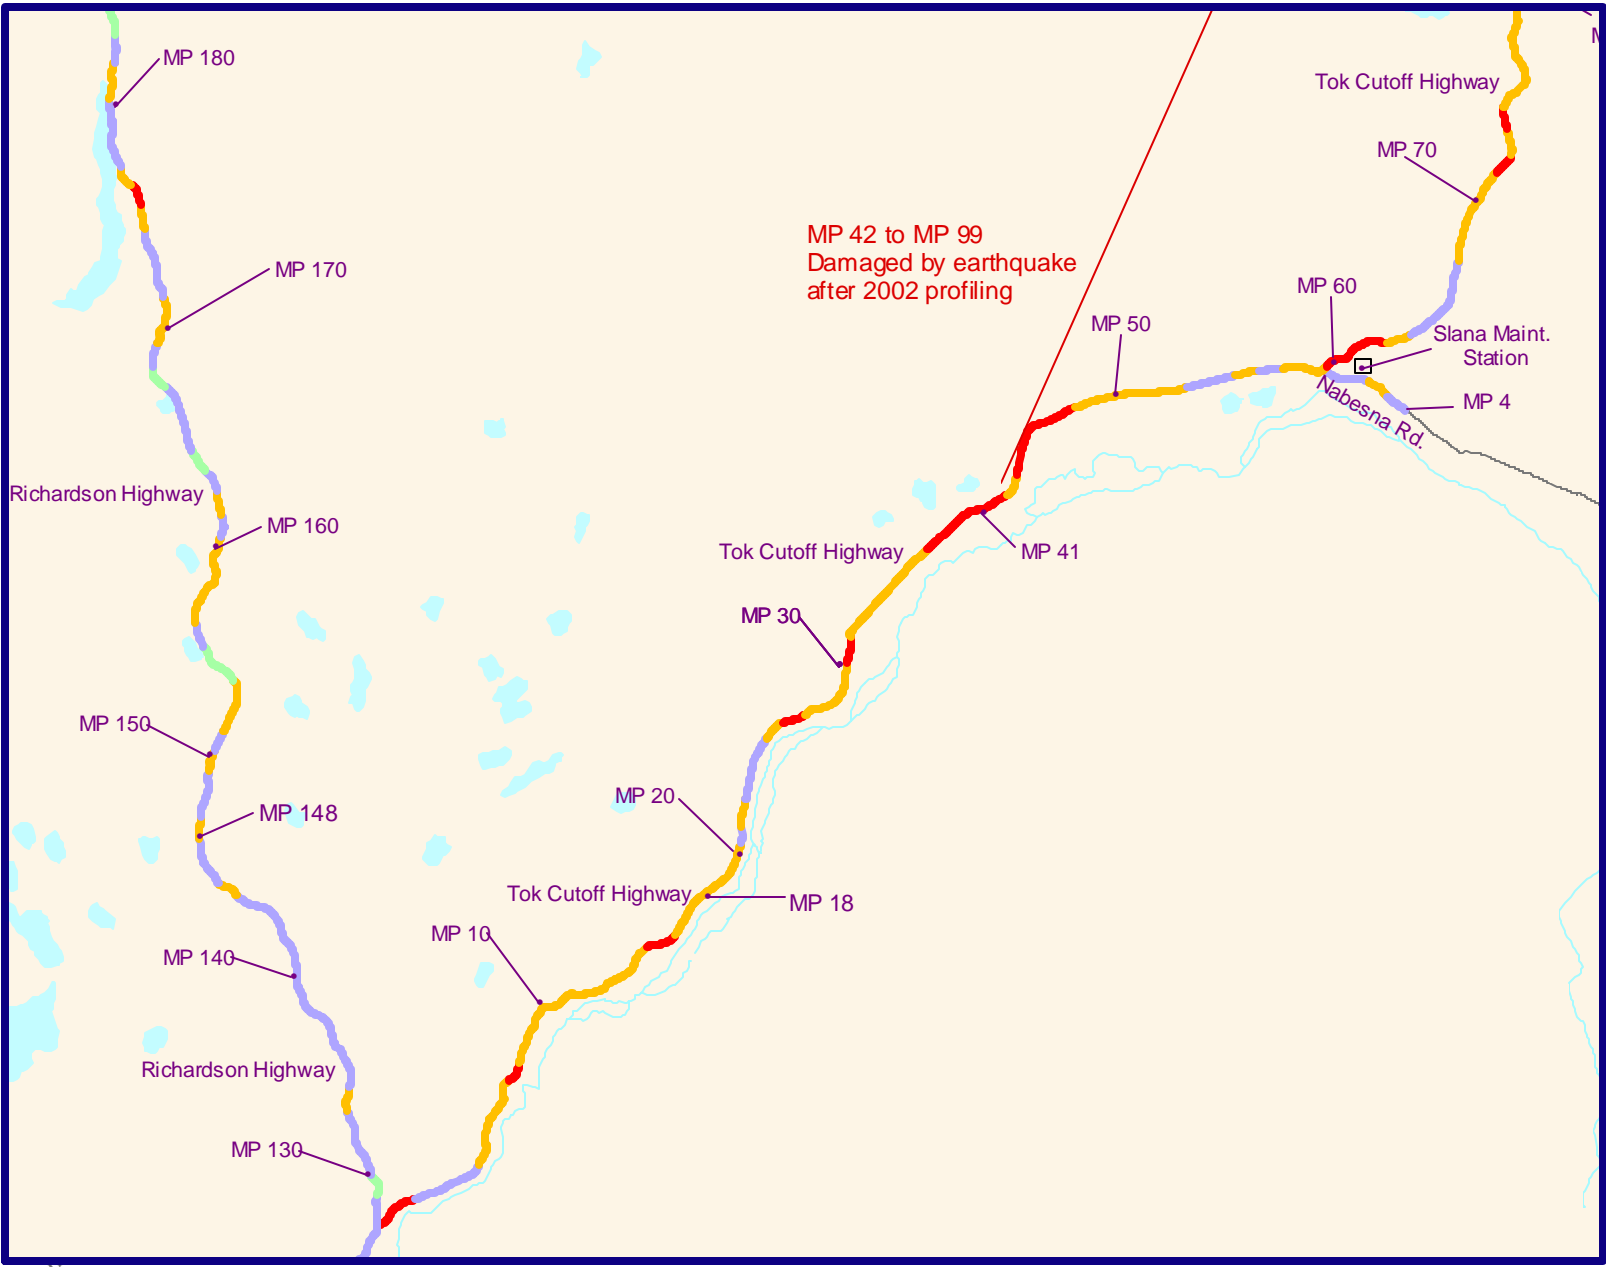 MP 180
M
Tok Cutoff Highway
MP 70
MP 42 to MP 99
Damaged by earthquake
after 2002 profiling
MP 170
MP 60
MP 50
Slana Maint.
Station
Nabesna Rd.
MP 4
Richardson Highway
MP 160
Tok Cutoff Highway
MP 41
MP 30
MP 150
MP 20
MP 148
Tok Cutoff Highway
MP 18
MP 10
MP 140
Richardson Highway
MP 130